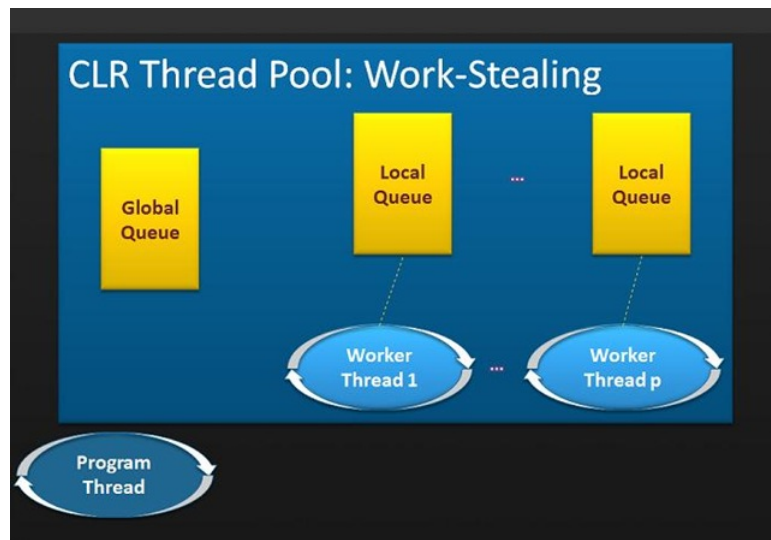 CLR Thread Pool: Work-Stealing
Global
Queue
Local
Queue
...
Local
Queue
Worker
Thread 1
...
Worker
Thread p
Program
Thread